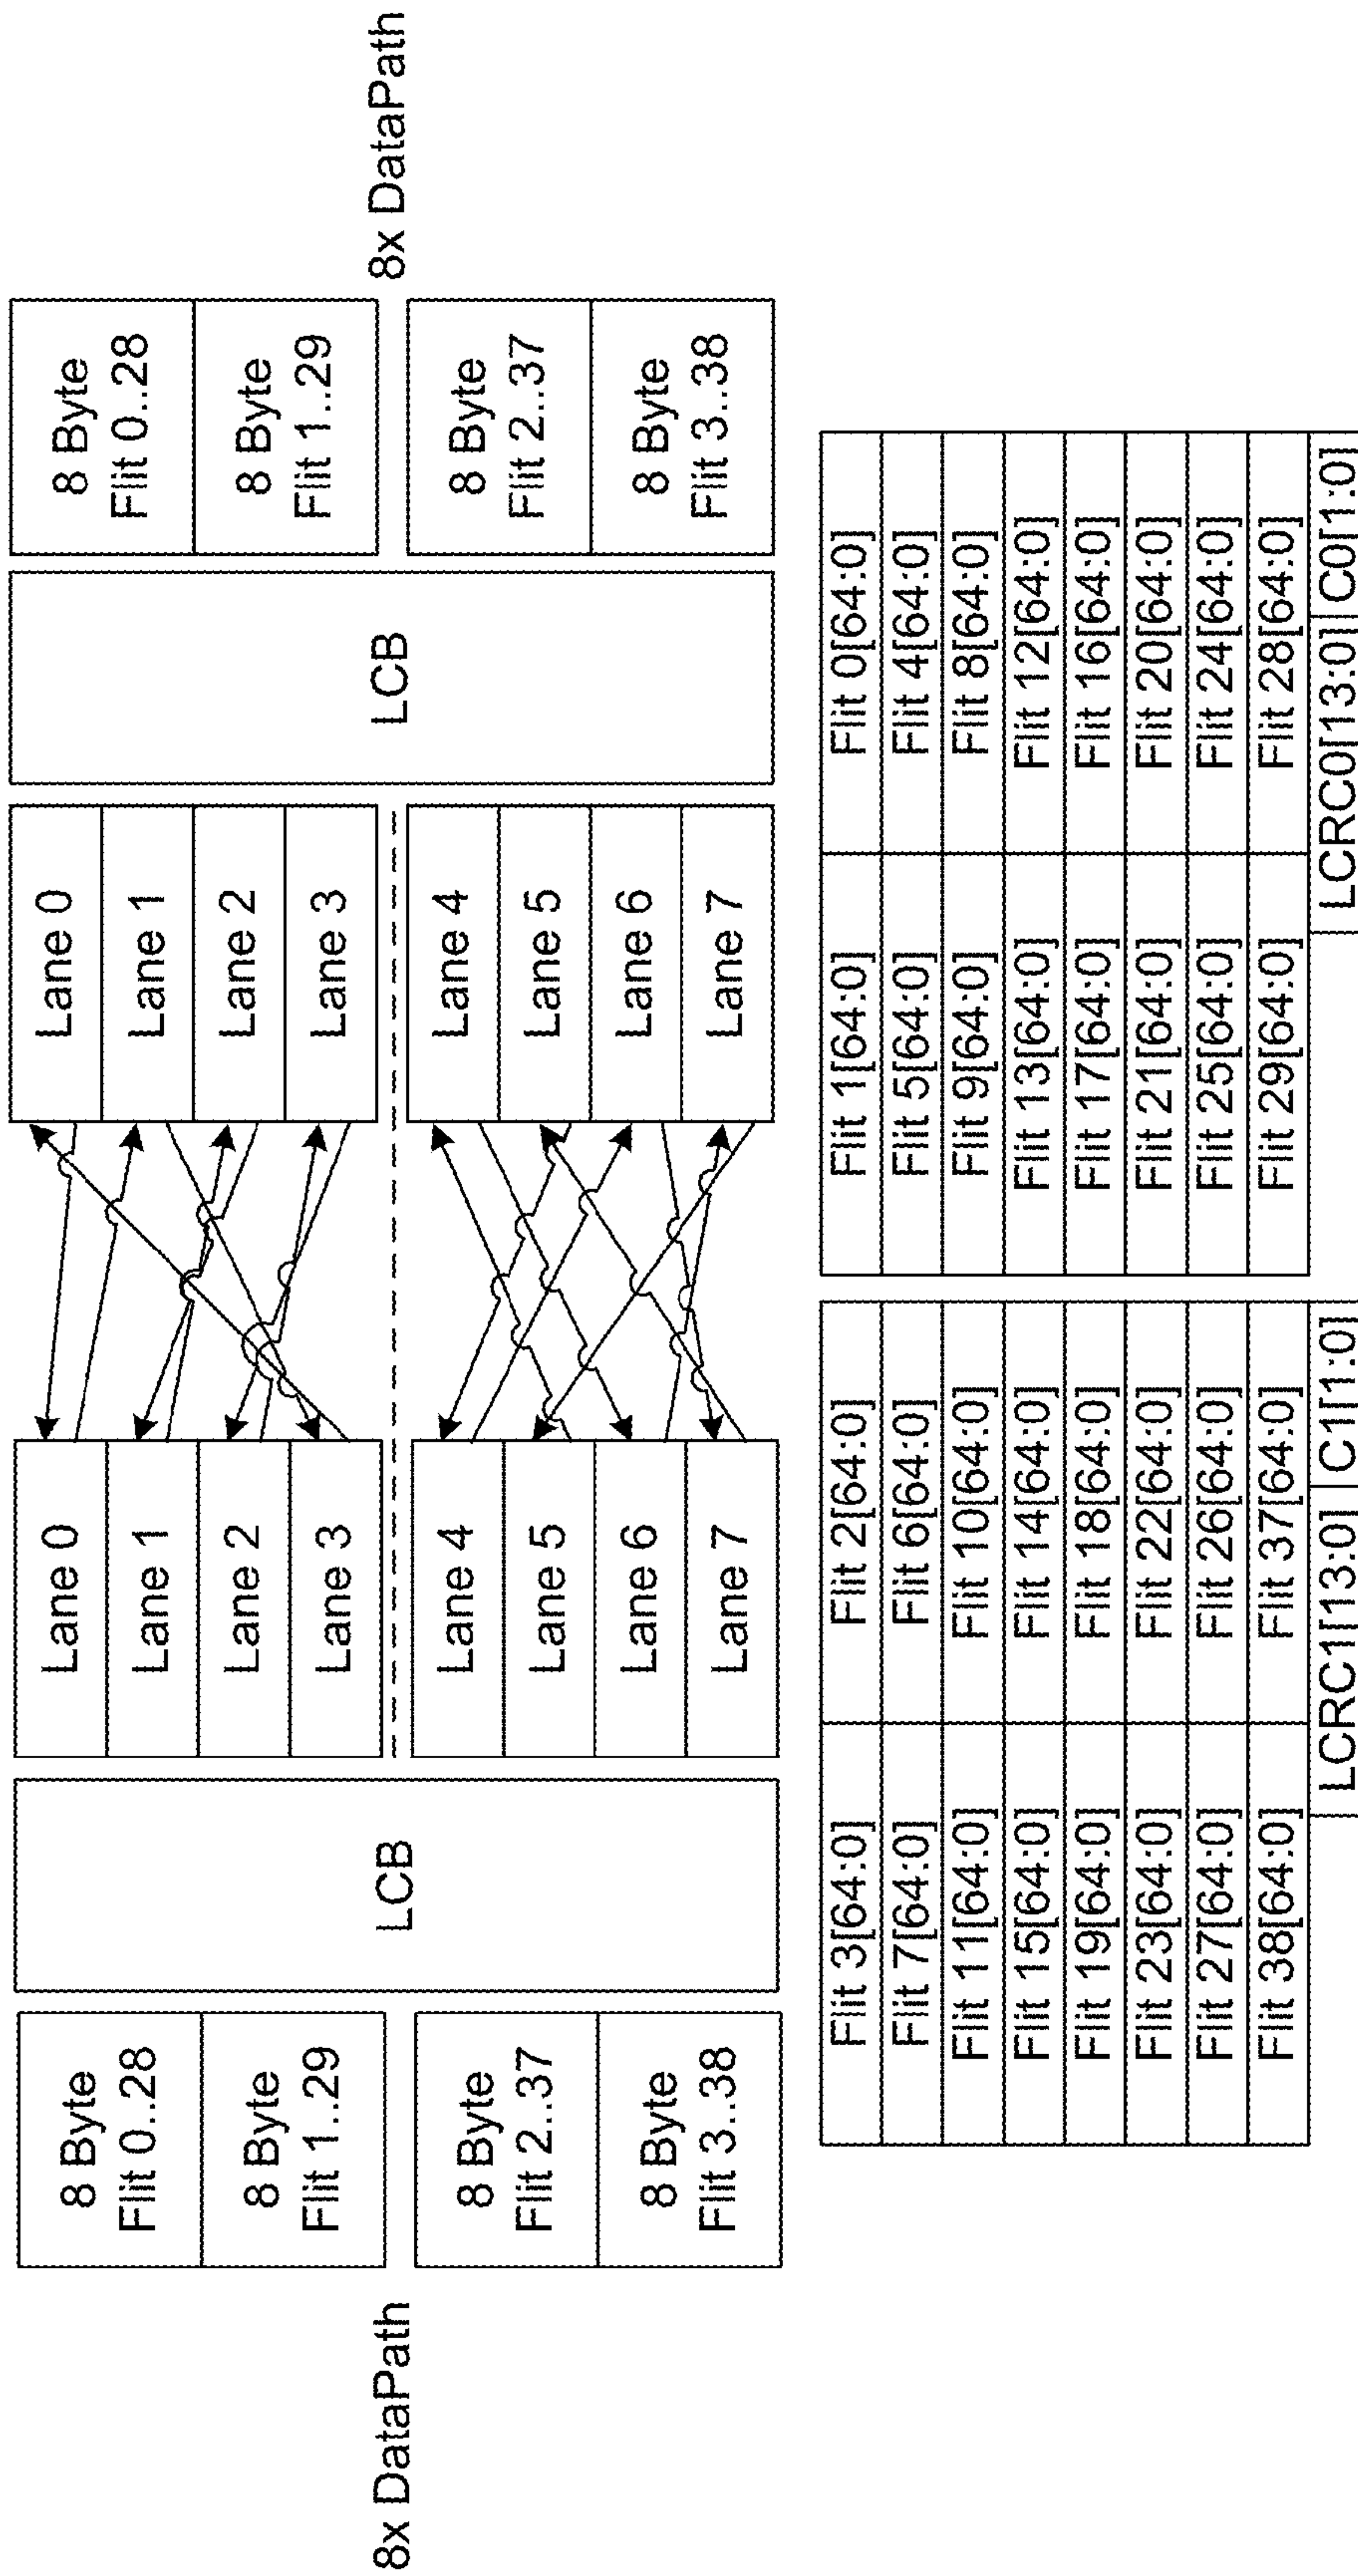 8x DataPath
8 Byte
Flit 0..28
8 Byte
Flit 1..29
8 Byte
Flit 2..37
8 Byte
Flit 3..38
LCB
Lane 0
Lane 1
Lane 2
Lane 3
Lane 4
Lane 5
Lane 6
Lane 7
Lane 0
Lane 1
Lane 2
Lane 3
Lane 4
Lane 5
Lane 6
Lane 7
LCB
8 Byte
Flit 0..28
8 Byte
Flit 1..29
8 Byte
Flit 2..37
8 Byte
Flit 3..38
8x DataPath
Flit 3[64:0] Flit 2[64:0]
Flit 7[64:0] Flit 6[64:0]
Flit 11[64:0] Flit 10[64:0]
Flit 15[64:0] Flit 14[64:0]
Flit 19[64:0] Flit 18[64:0]
Flit 23[64:0] Flit 22[64:0]
Flit 27[64:0] Flit 26[64:0]
Flit 38[64:0] Flit 37[64:0]
LCRC1[13:0] C1[1:0]
Flit 1[64:0] Flit 0[64:0]
Flit 5[64:0] Flit 4[64:0]
Flit 9[64:0] Flit 8[64:0]
Flit 13[64:0] Flit 12[64:0]
Flit 17[64:0] Flit 16[64:0]
Flit 21[64:0] Flit 20[64:0]
Flit 25[64:0] Flit 24[64:0]
Flit 29[64:0] Flit 28[64:0]
LCRC0[13:0] C0[1:0]